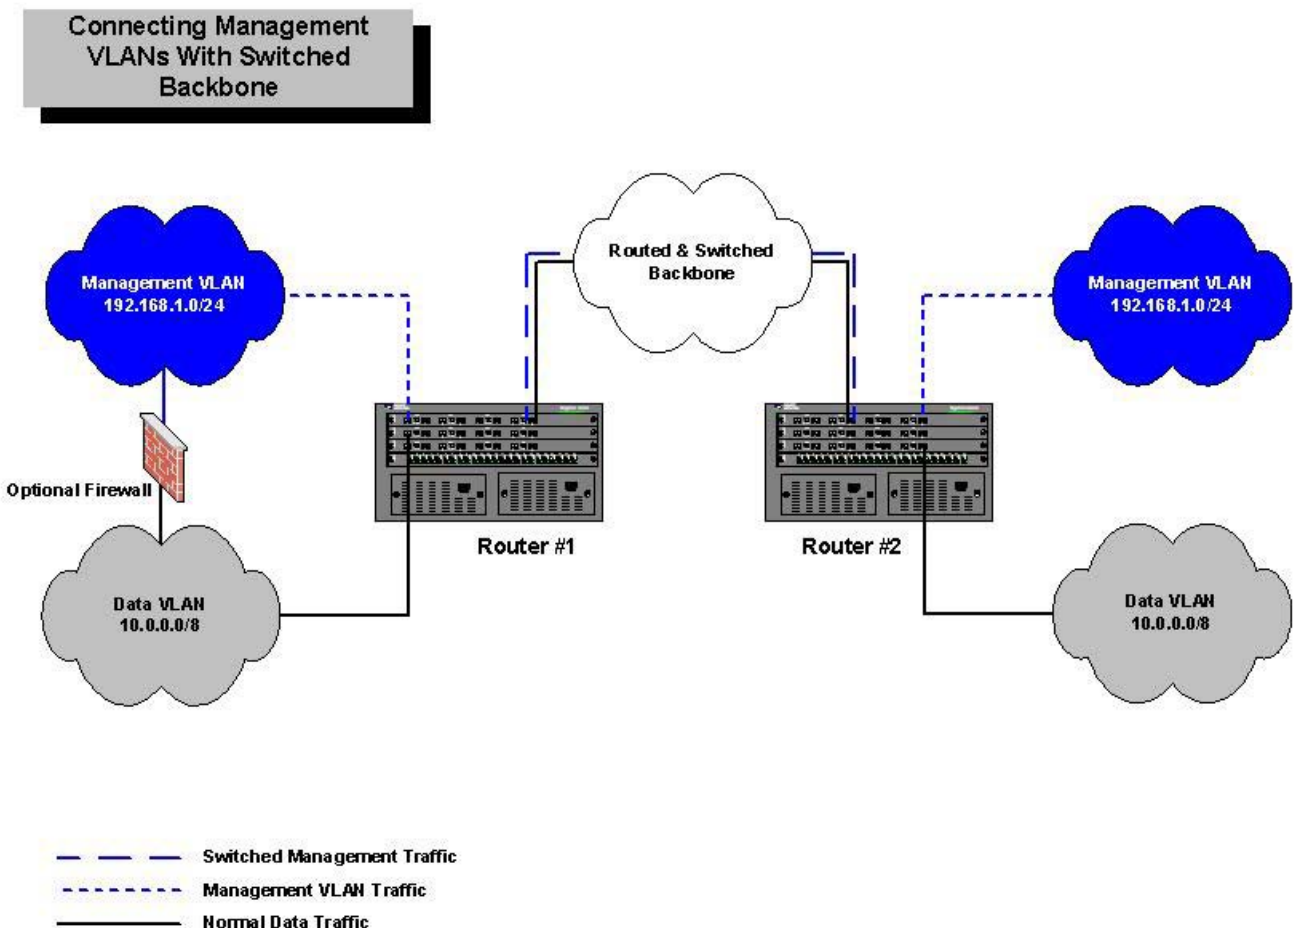 Connecting Management
VLANs With Switched
Backbone
Routed & Switched
Backbone
Management VLAN
192.168.1.0/24
Management VLAN
192.168.1.0/24
Optional Firewall
Router #1
Router #2
Data VLAN
10.0.0.0/8
Data VLAN
10.0.0.0/8
Switched Management Traffic
Management VLAN Traffic
Normal Data Traffic